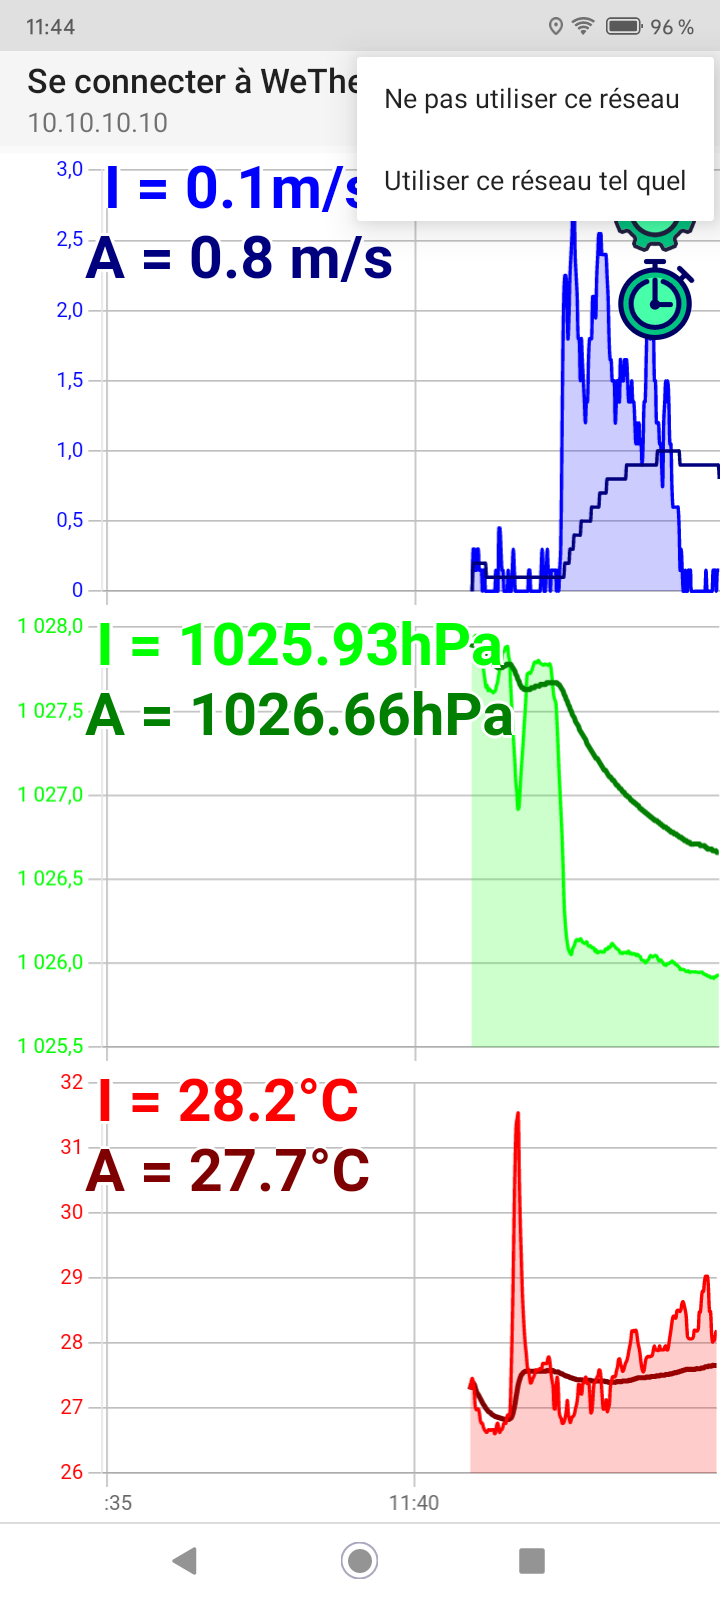 11:44
96 %
Se connecter à WeThe
10.10.10.10
Ne pas utiliser ce réseau
Utiliser ce réseau tel quel
3,0
I = 0.1m/s
2,5
A = 0.8 m/s
2,0
1,5
1,0
0,5
0
1 028,0
I = 1025.93hPa
1 027,5
A = 1026.66hPa
1 027,0
1 026,5
1 026,0
1 025,5
32
I = 28.2°C
31
A = 27.7°C
30
29
28
27
26
:35
11:40